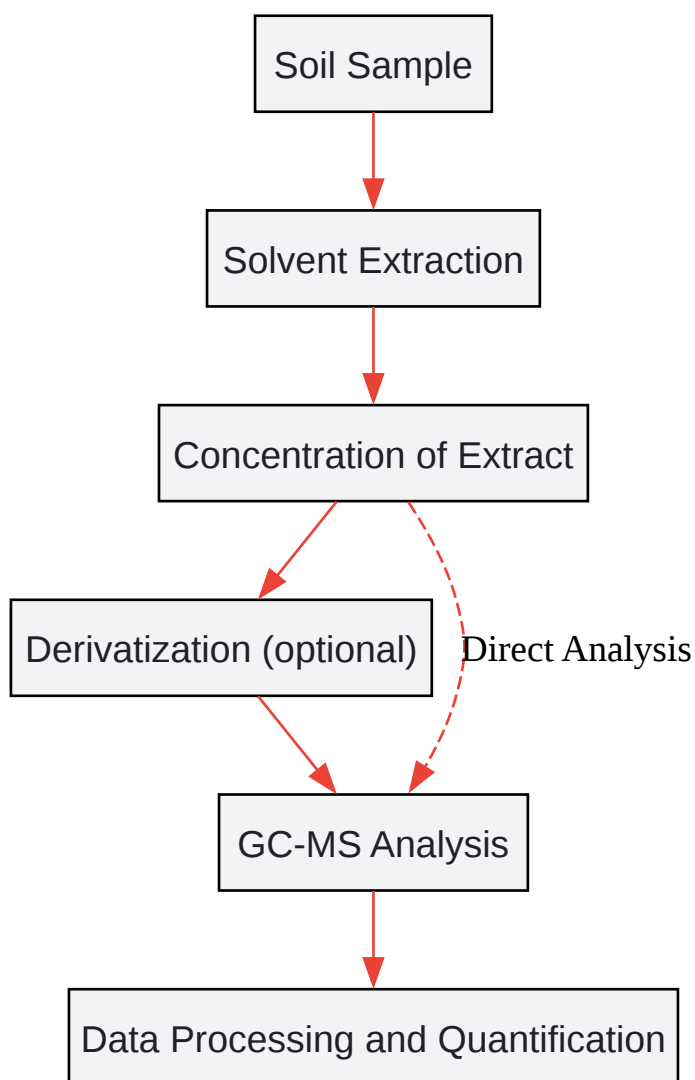 Soil Sample
Solvent Extraction
Concentration of Extract
Derivatization (optional)
Direct Analysis
GC-MS Analysis
Data Processing and Quantification